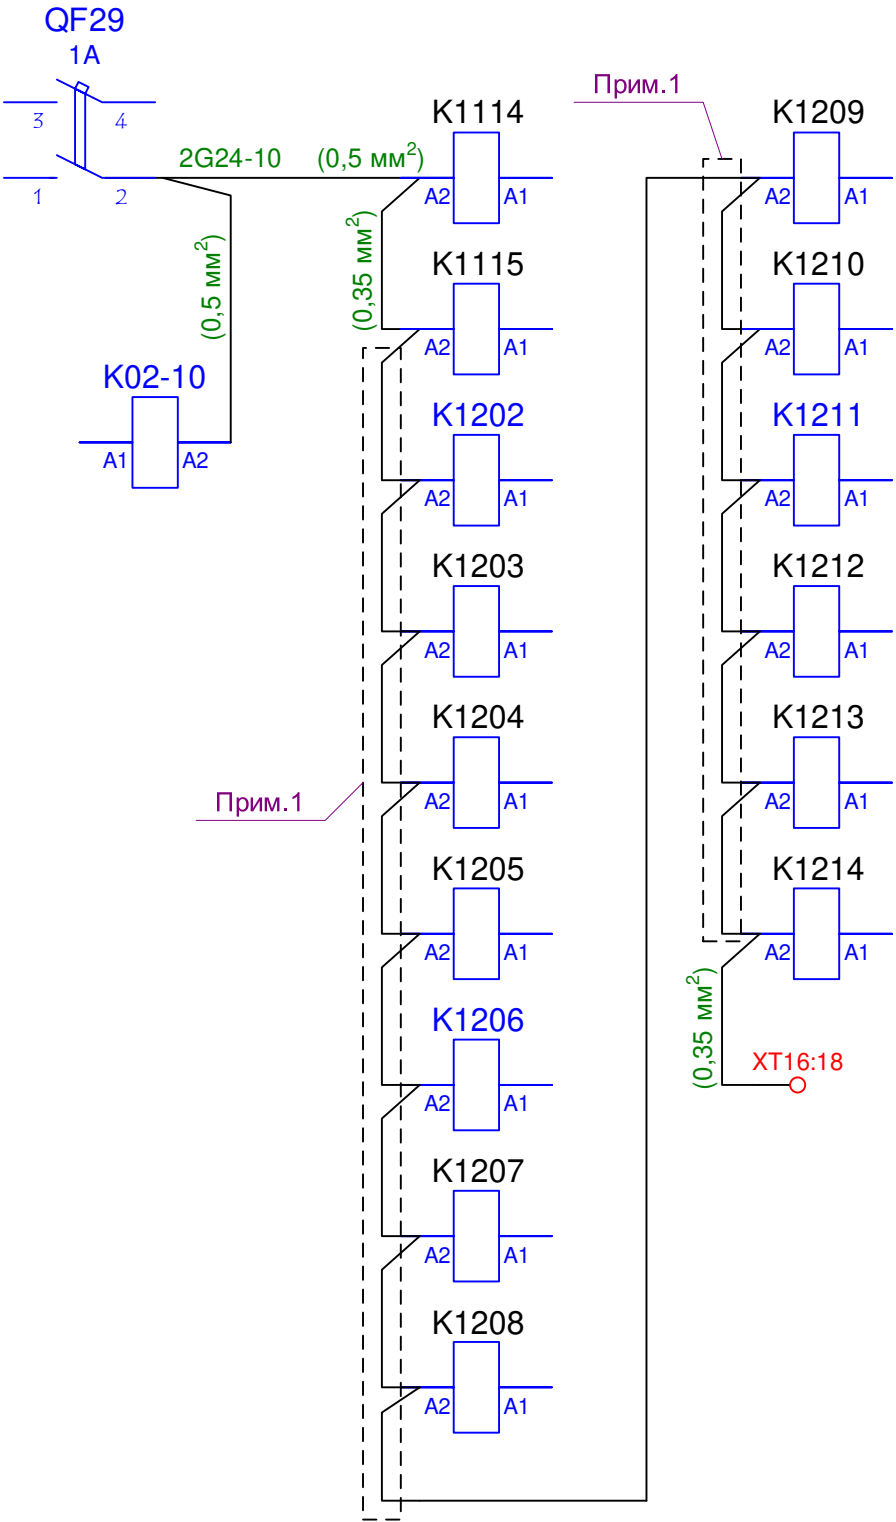 QF29
1A
3 4
1 2
2G24-10 (0,5 мм²)
(0,5 мм²)
K02-10
A1 A2
(0,35 мм²)
K1114
A2 A1
K1115
A2 A1
K1202
A2 A1
K1203
A2 A1
K1204
A2 A1
Прим.1
K1205
A2 A1
K1206
A2 A1
K1207
A2 A1
K1208
A2 A1
Прим.1
K1209
A2 A1
K1210
A2 A1
K1211
A2 A1
K1212
A2 A1
K1213
A2 A1
K1214
A2 A1
(0,35 мм²)
XT16:18